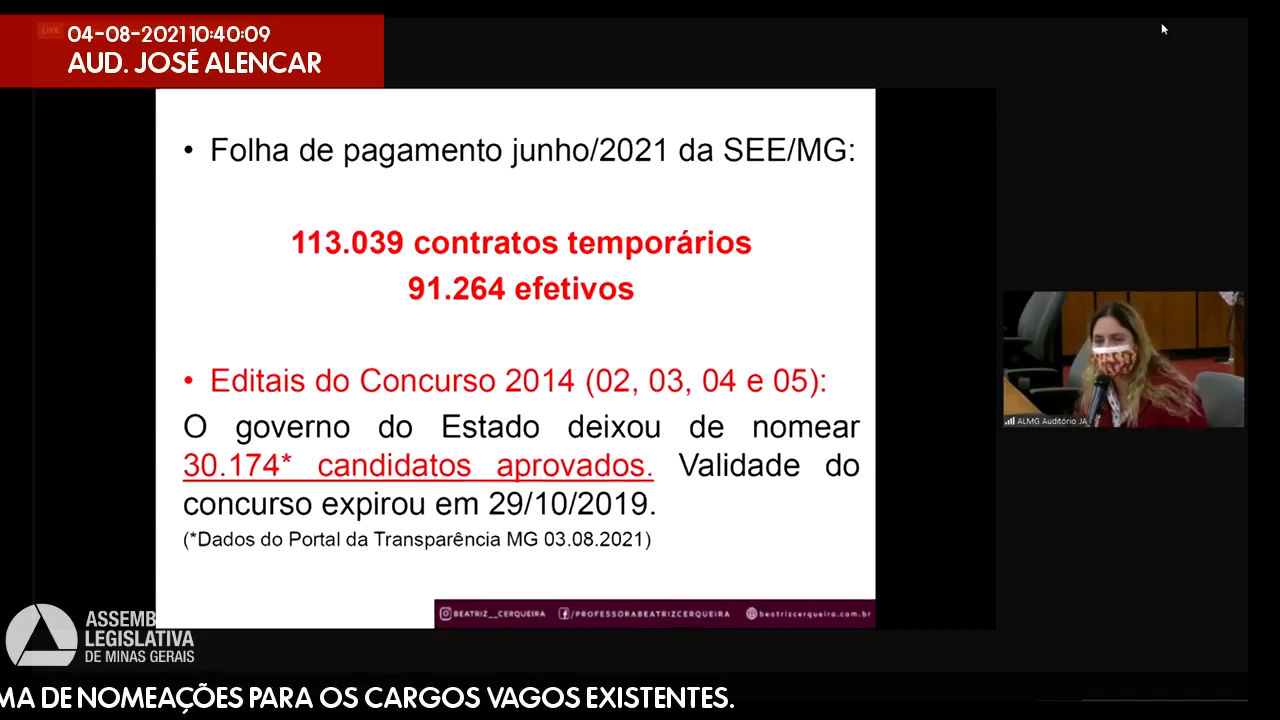 LIVE
04-08-2021 10:40:09
AUD. JOSÉ ALENCAR
• Folha de pagamento junho/2021 da SEE/MG:
113.039 contratos temporários
91.264 efetivos
• Editais do Concurso 2014 (02, 03, 04 e 05):
O governo do Estado deixou de nomear
30.174* candidatos aprovados. Validade do
concurso expirou em 29/10/2019.
(*Dados do Portal da Transparência MG 03.08.2021)
BEATRIZ__CERQUEIRA /PROFESSORABEATRIZCERQUEIRA beatrizcerqueira.com.br
ALMG Auditório JA
ASSEMB
LEGISLATIVA
DE MINAS GERAIS
MA DE NOMEAÇÕES PARA OS CARGOS VAGOS EXISTENTES.